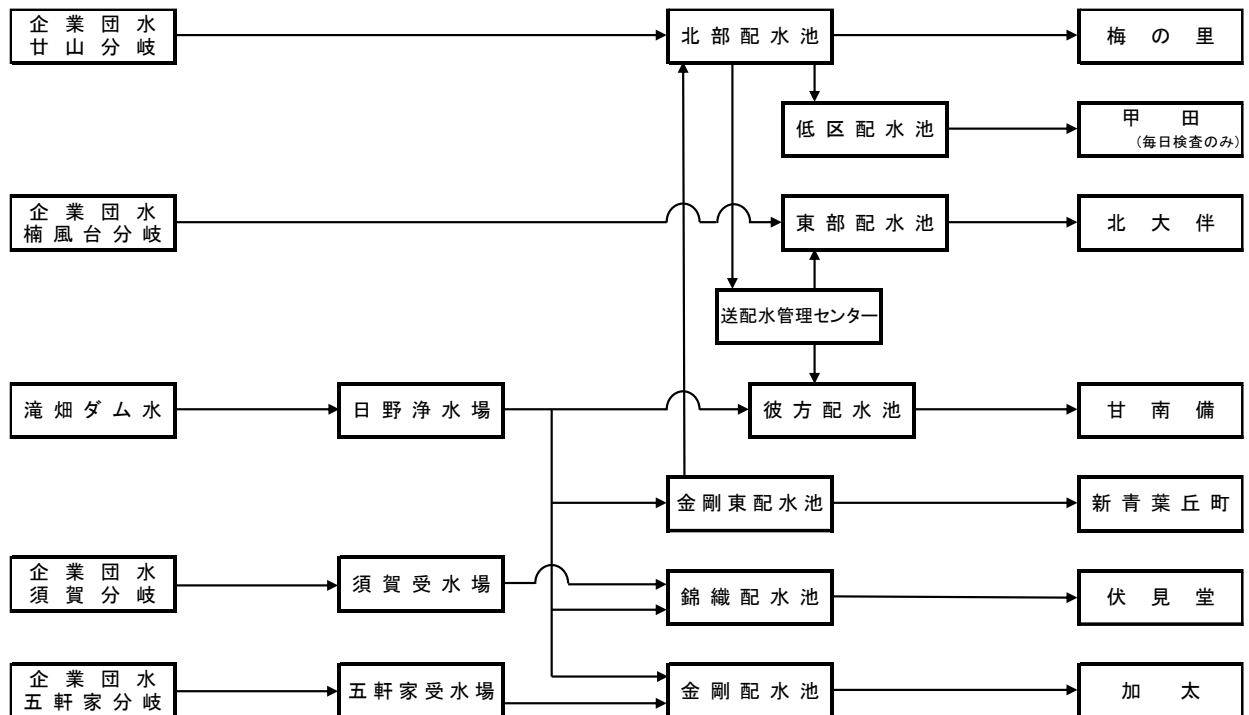 企業団水
廿山分岐
北部配水池
梅の里
低区配水池
甲田
(毎日検査のみ)
企業団水
楠風台分岐
東部配水池
北大伴
送配水管理センター
滝畑ダム水
日野浄水場
彼方配水池
甘南備
金剛東配水池
新青葉丘町
企業団水
須賀分岐
須賀受水場
錦織配水池
伏見堂
企業団水
五軒家分岐
五軒家受水場
金剛配水池
加太